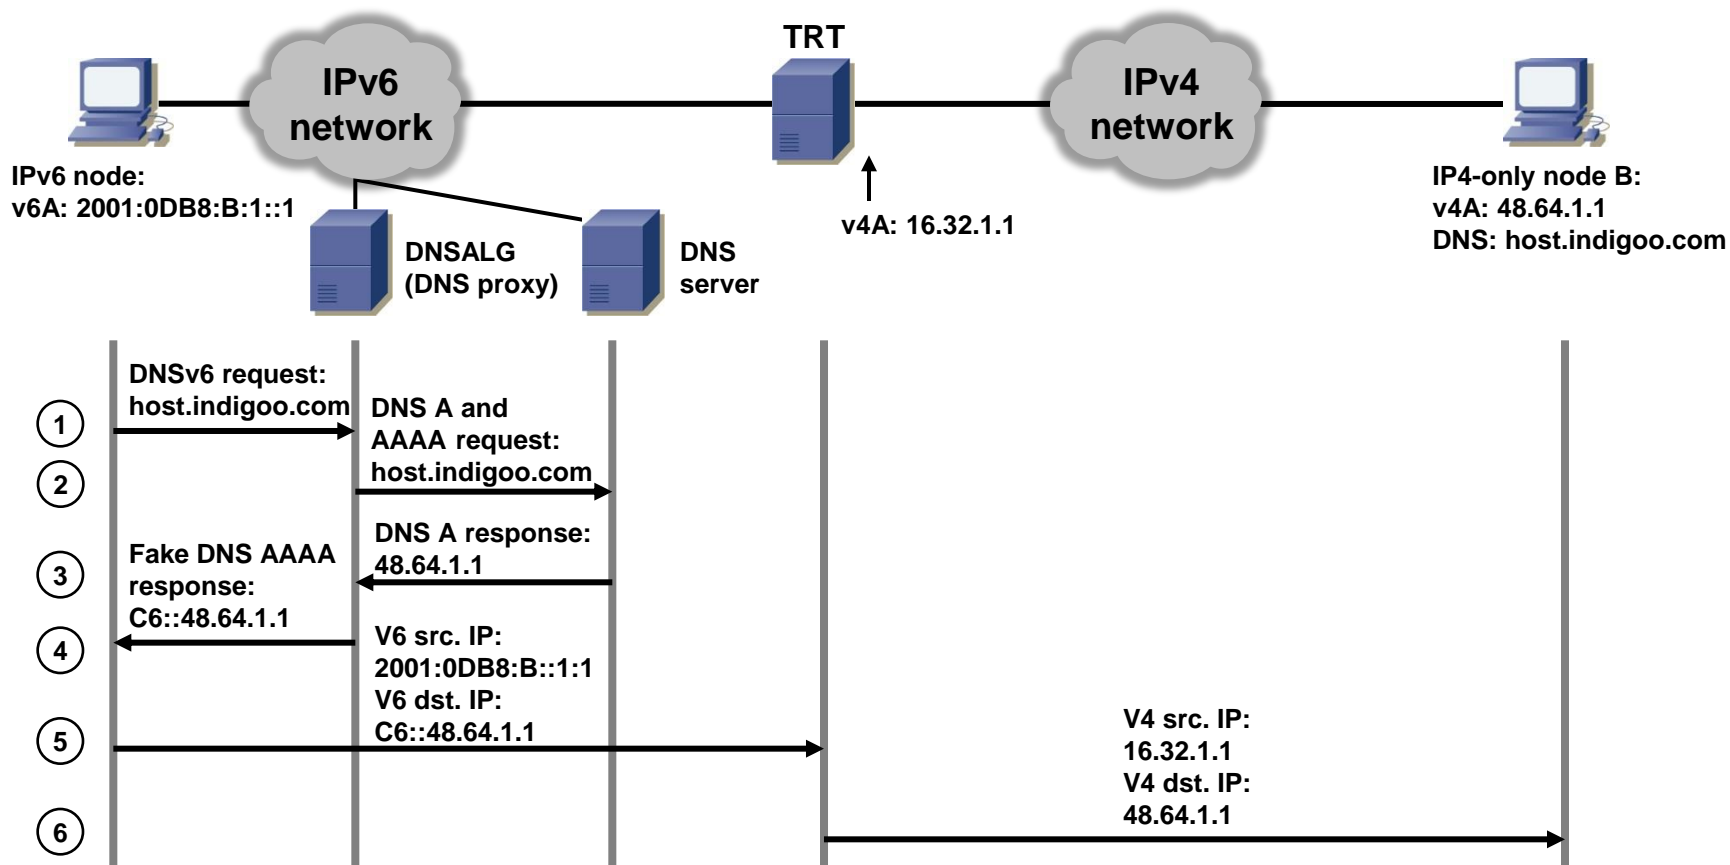 TRT
IPv6
network
IPv4
network
IPv6 node:
v6A: 2001:0DB8:B:1::1
v4A: 16.32.1.1
IP4-only node B:
v4A: 48.64.1.1
DNS: host.indigoo.com
DNSALG
(DNS proxy)
DNS
server
DNSv6 request:
host.indigoo.com
1
DNS A and
AAAA request:
host.indigoo.com
2
DNS A response:
48.64.1.1
3
Fake DNS AAAA
response:
C6::48.64.1.1
4
V6 src. IP:
2001:0DB8:B::1:1
V6 dst. IP:
C6::48.64.1.1
5
V4 src. IP:
16.32.1.1
V4 dst. IP:
48.64.1.1
6